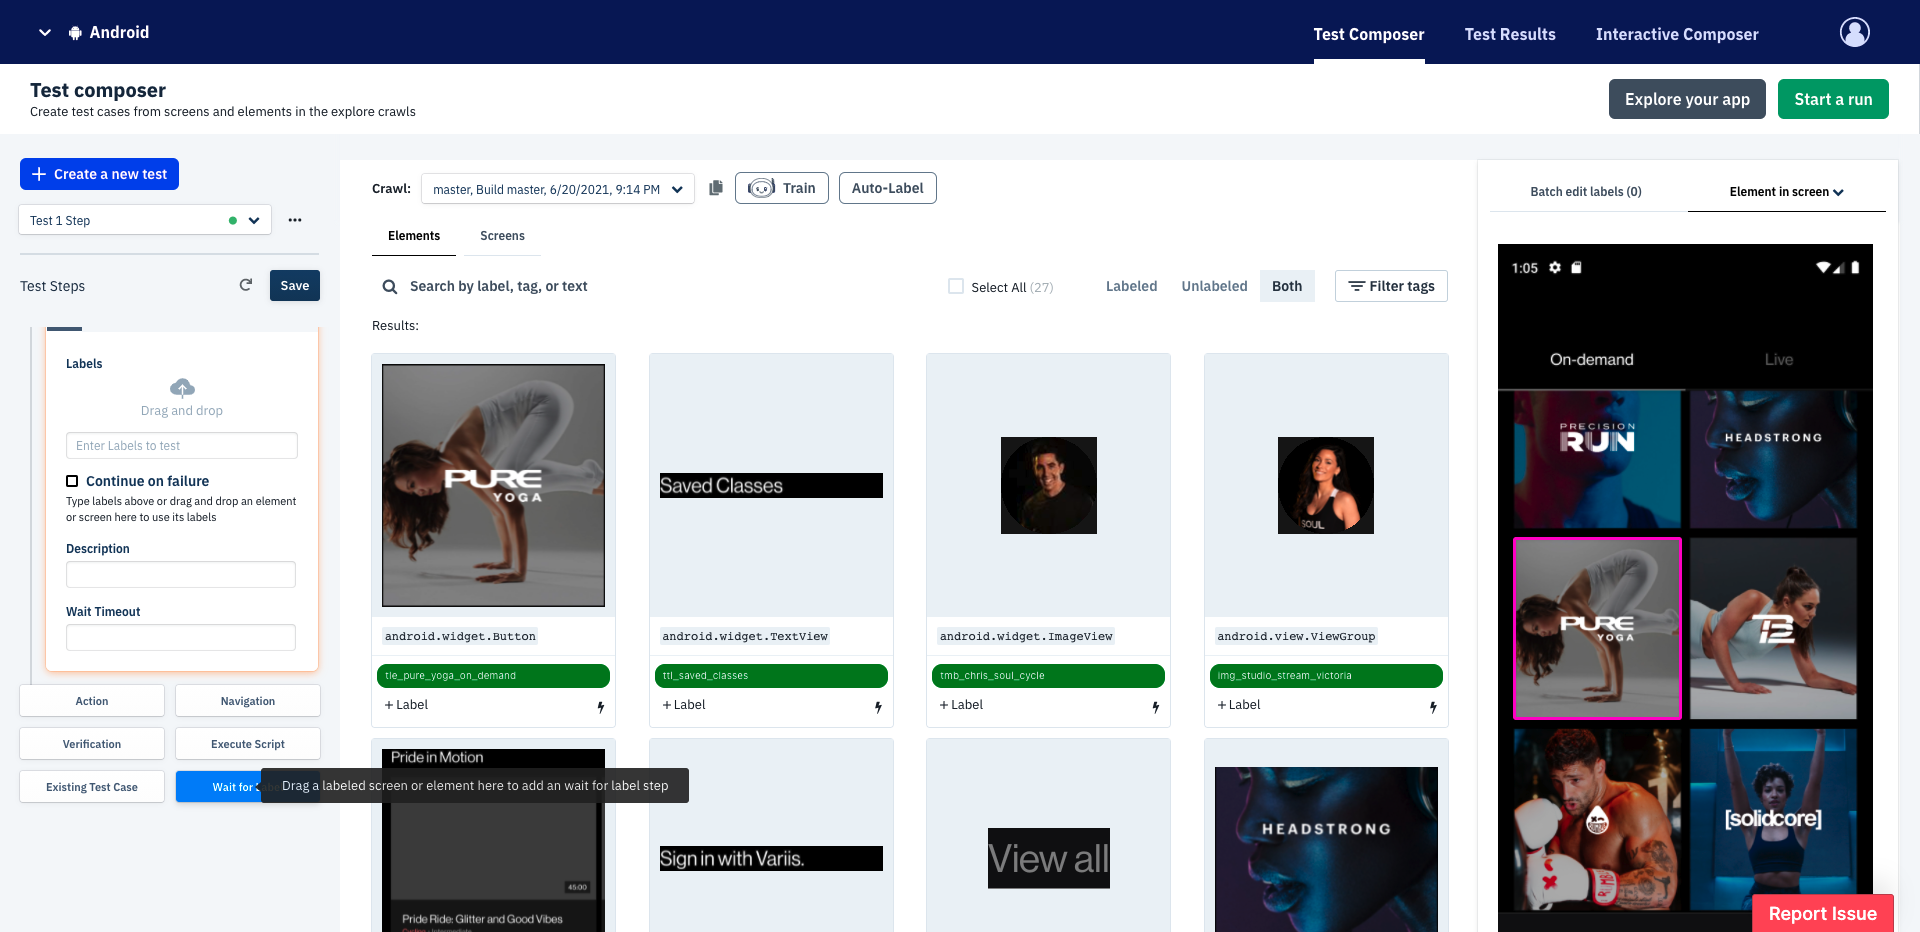 Android
Test Composer
Test Results
Interactive Composer
Test composer
Create test cases from screens and elements in the explore crawls
Explore your app
Start a run
Create a new test
Test 1 Step
Test Steps
Save
Labels
Drag and drop
Enter Labels to test
Continue on failure
Type labels above or drag and drop an element
or screen here to use its labels
Description
Wait Timeout
Action
Navigation
Verification
Execute Script
Existing Test Case
Wait for
Drag a labeled screen or element here to add an wait for label step
Crawl:
master, Build master, 6/20/2021, 9:14 PM
Train
Auto-Label
Elements
Screens
Search by label, tag, or text
Select All (27)
Labeled
Unlabeled
Both
Filter tags
Results:
PURE
YOGA
Saved Classes
SOUL
android.widget.Button
android.widget.TextView
android.widget.ImageView
android.view.ViewGroup
tle_pure_yoga_on_demand
ttl_saved_classes
tmb_chris_soul_cycle
img_studio_stream_victoria
+ Label
+ Label
+ Label
+ Label
Pride in Motion
45:00
Pride Ride: Glitter and Good Vibes
Sign in with Variis.
View all
HEADSTRONG
Batch edit labels (0)
Element in screen
1:05
On-demand
Live
PRECISION
RUN
HEADSTRONG
PURE
YOGA
[solidcore]
RUMBLE
Report Issue